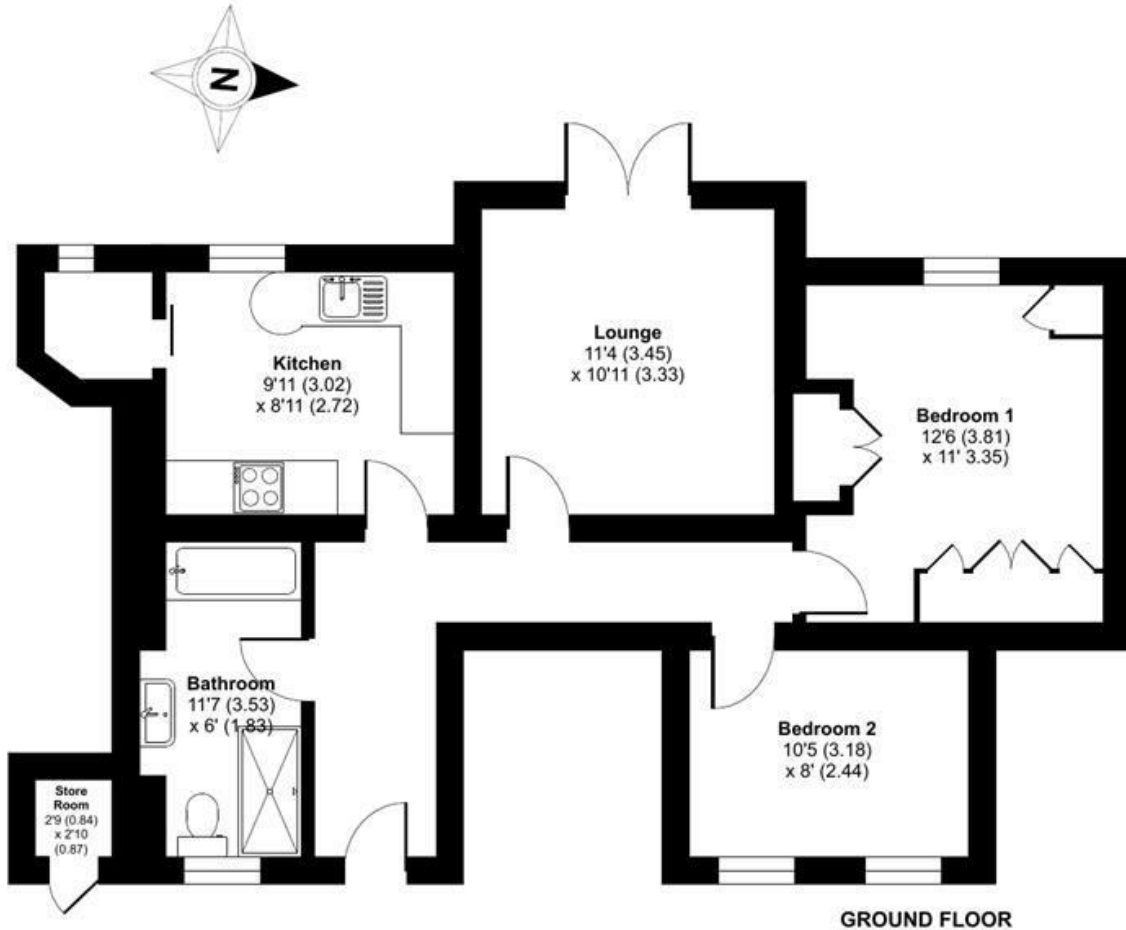 N
Lounge
11'4 (3.45)
x 10'11 (3.33)
Kitchen
9'11 (3.02)
x 8'11 (2.72)
Bedroom 1
12'6 (3.81)
x 11' 3.35)
Bathroom
11'7 (3.53)
x 6' (1.83)
Bedroom 2
10'5 (3.18)
x 8' (2.44)
Store
Room
2'9 (0.84)
x 2'10
(0.87)
GROUND FLOOR